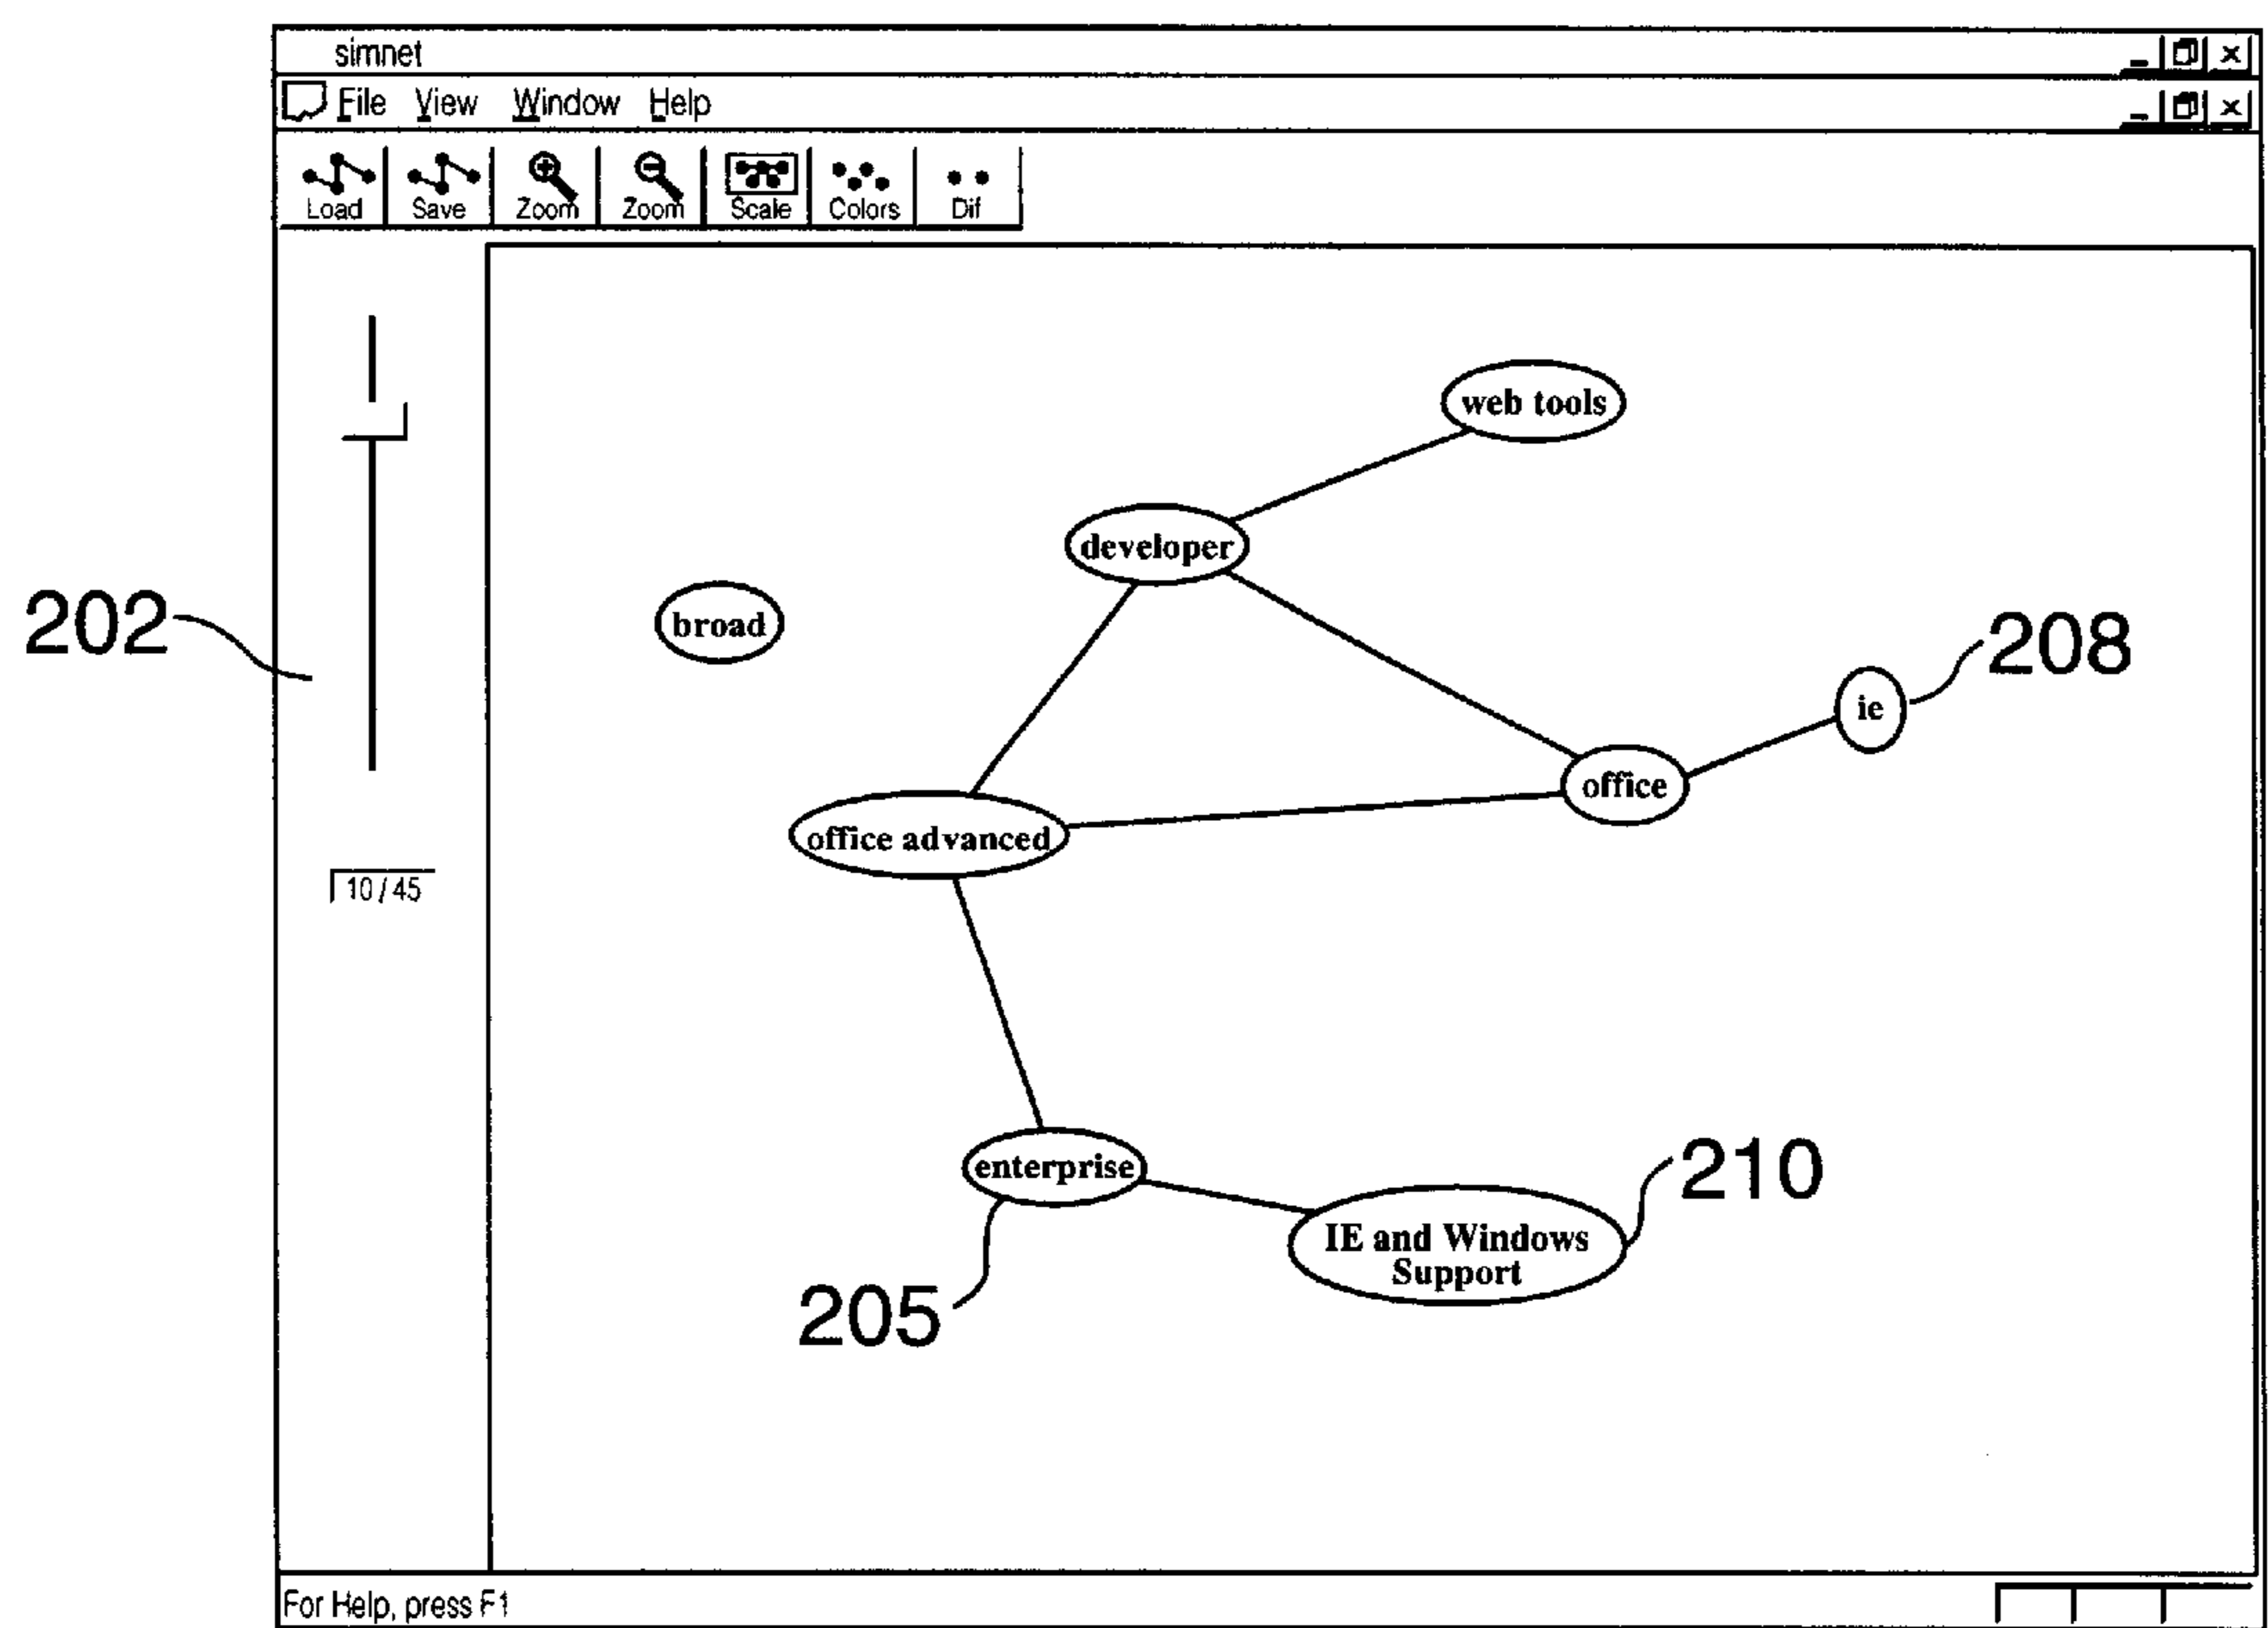 simnet
File View Window Help
Load Save Zoom Zoom Scale Colors Dif
web tools
developer
broad
202
208
ie
office
office advanced
10/45
enterprise
210
IE and Windows
Support
205
For Help, press F1